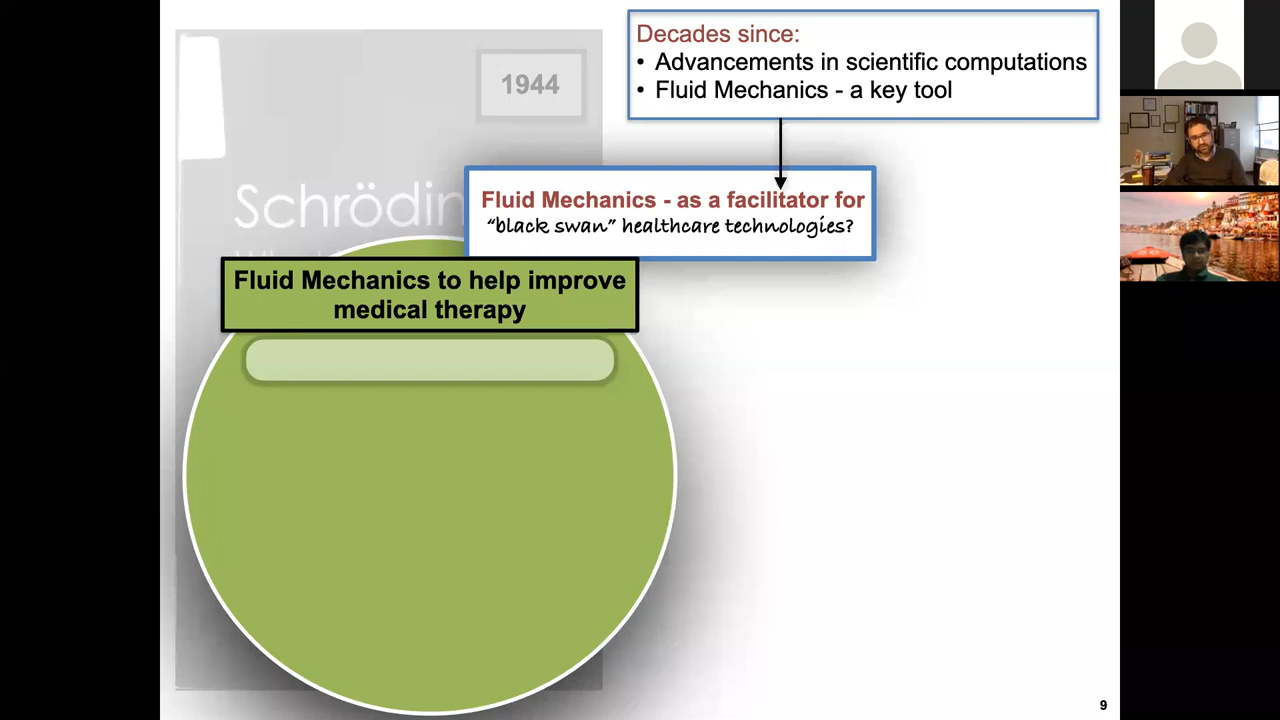 Decades since:
• Advancements in scientific computations
• Fluid Mechanics - a key tool
1944
Fluid Mechanics - as a facilitator for
“black swan” healthcare technologies?
Schrödin
Fluid Mechanics to help improve
medical therapy
9